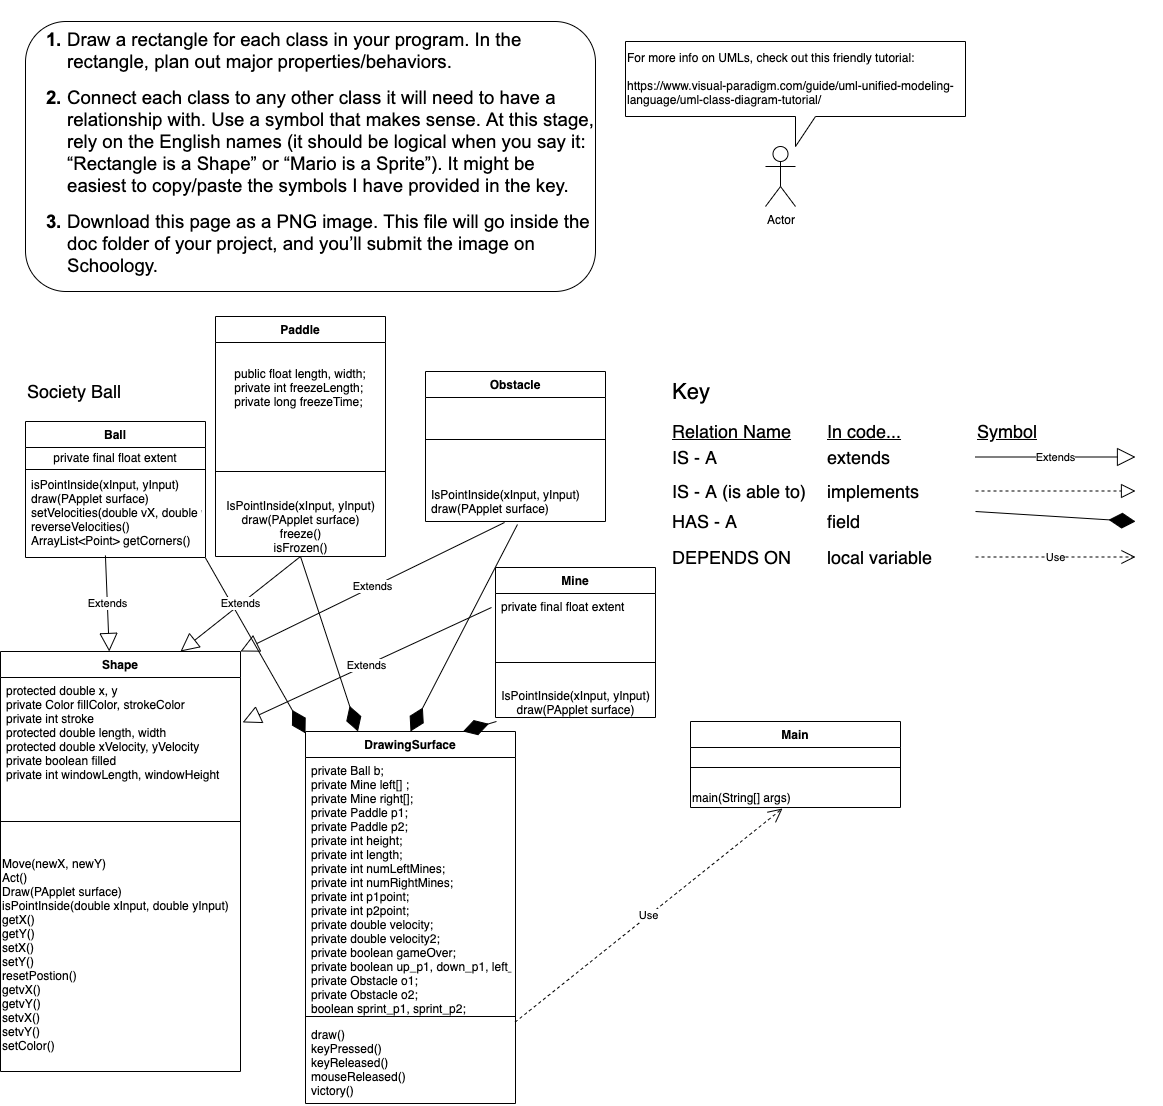 1. Draw a rectangle for each class in your program. In the
rectangle, plan out major properties/behaviors.
2. Connect each class to any other class it will need to have a
relationship with. Use a symbol that makes sense. At this stage,
rely on the English names (it should be logical when you say it:
“Rectangle is a Shape” or “Mario is a Sprite”). It might be
easiest to copy/paste the symbols I have provided in the key.
3. Download this page as a PNG image. This file will go inside the
doc folder of your project, and you’ll submit the image on
Schoology.
For more info on UMLs, check out this friendly tutorial:
https://www.visual-paradigm.com/guide/uml-unified-modeling-
language/uml-class-diagram-tutorial/
Actor
Society Ball
Ball
private final float extent
isPointInside(xInput, yInput)
draw(PApplet surface)
setVelocities(double vX, double
reverseVelocities()
ArrayList<Point> getCorners()
Paddle
public float length, width;
private int freezeLength;
private long freezeTime;
IsPointInside(xInput, yInput)
draw(PApplet surface)
freeze()
isFrozen()
Obstacle
IsPointInside(xInput, yInput)
draw(PApplet surface)
Key
Relation Name In code... Symbol
IS - A extends Extends
IS - A (is able to) implements
HAS - A field
DEPENDS ON local variable Use
Extends
Extends
Extends
Extends
Mine
private final float extent
IsPointInside(xInput, yInput)
draw(PApplet surface)
Shape
protected double x, y
private Color fillColor, strokeColor
private int stroke
protected double length, width
protected double xVelocity, yVelocity
private boolean filled
private int windowLength, windowHeight
Move(newX, newY)
Act()
Draw(PApplet surface)
isPointInside(double xInput, double yInput)
getX()
getY()
setX()
setY()
resetPostion()
getvX()
getvY()
setvX()
setvY()
setColor()
DrawingSurface
private Ball b;
private Mine left[] ;
private Mine right[];
private Paddle p1;
private Paddle p2;
private int height;
private int length;
private int numLeftMines;
private int numRightMines;
private int p1point;
private int p2point;
private double velocity;
private double velocity2;
private boolean gameOver;
private boolean up_p1, down_p1, left_
private Obstacle o1;
private Obstacle o2;
boolean sprint_p1, sprint_p2;
draw()
keyPressed()
keyReleased()
mouseReleased()
victory()
Main
main(String[] args)
Use